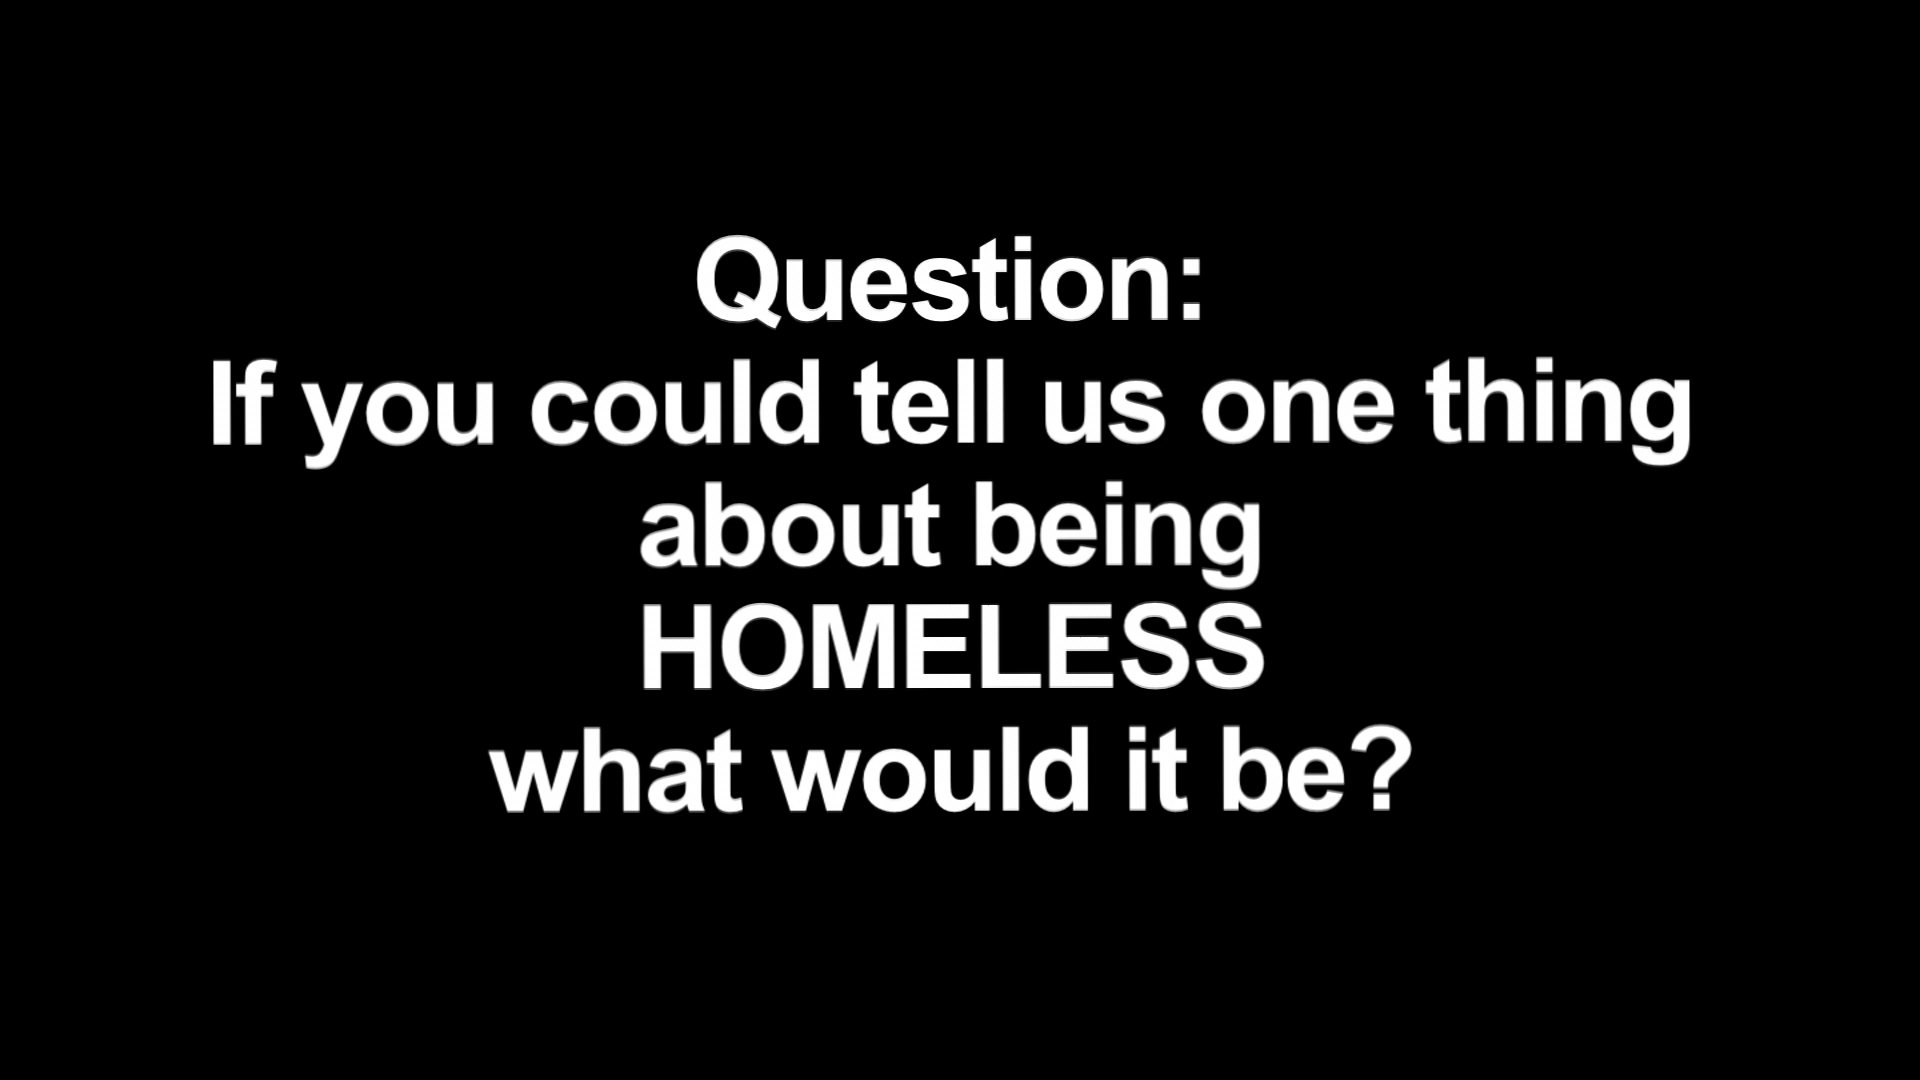 Question:
If you could tell us one thing
about being
HOMELESS
what would it be?